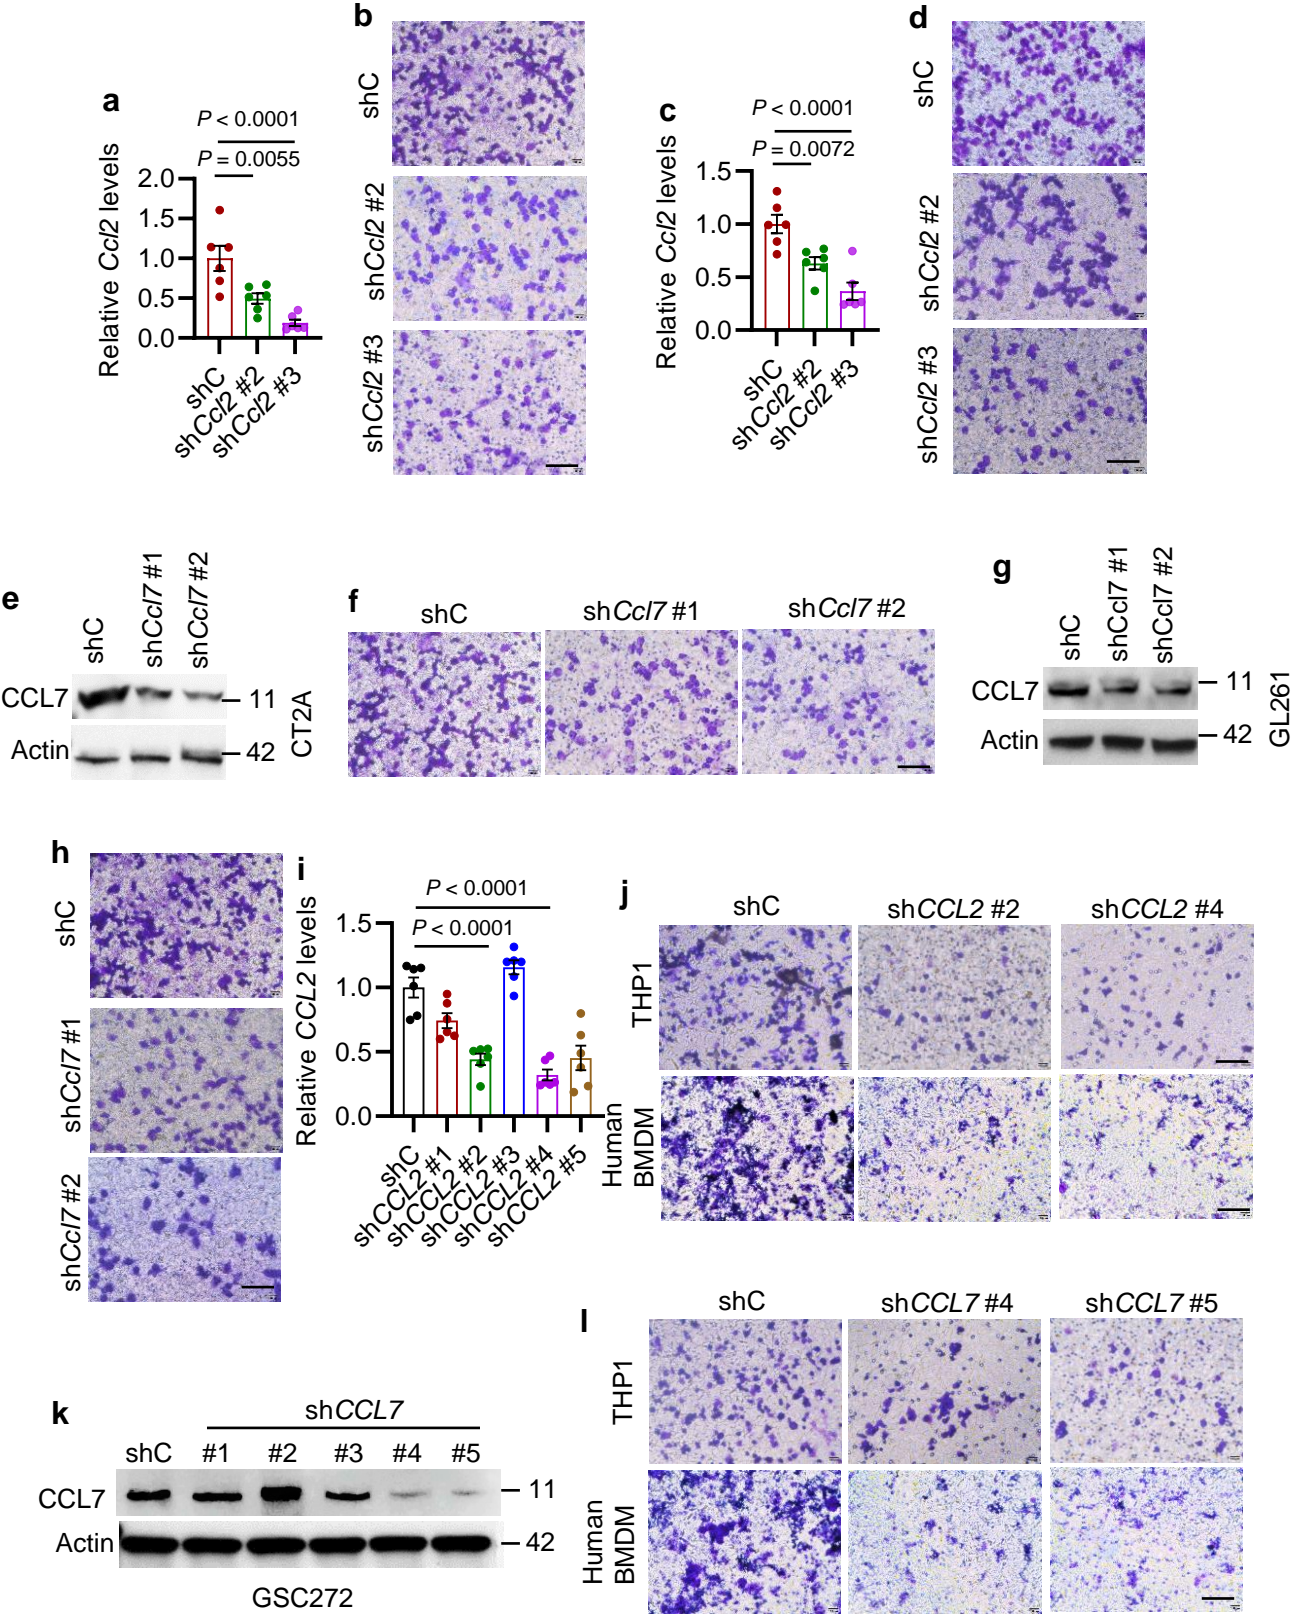 a
P < 0.0001
P = 0.0055
Relative Ccl2 levels
2.0
1.5
1.0
0.5
0.0
shC
shCcl2 #2
shCcl2 #3
b
shC
shCcl2 #2
shCcl2 #3
c
P < 0.0001
P = 0.0072
Relative Ccl2 levels
1.5
1.0
0.5
0.0
shC
shCcl2 #2
shCcl2 #3
d
shC
shCcl2 #2
shCcl2 #3
e
shC
shCcl7 #1
shCcl7 #2
CCL7
11
Actin
42
CT2A
f
shC
shCcl7 #1
shCcl7 #2
g
shC
shCcl7 #1
shCcl7 #2
CCL7
11
Actin
42
GL261
h
shC
shCcl7 #1
shCcl7 #2
i
P < 0.0001
P < 0.0001
Relative CCL2 levels
1.5
1.0
0.5
0.0
shC
shCCL2 #1
shCCL2 #2
shCCL2 #3
shCCL2 #4
shCCL2 #5
j
shC
shCCL2 #2
shCCL2 #4
THP1
Human
BMDM
k
shCCL7
shC
#1
#2
#3
#4
#5
CCL7
11
Actin
42
GSC272
l
shC
shCCL7 #4
shCCL7 #5
THP1
Human
BMDM